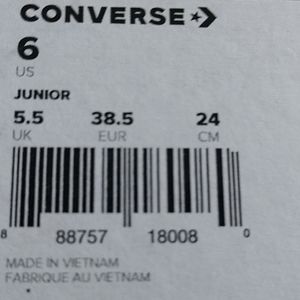 CONVERSE
6
US
JUNIOR
5.5 38.5 24
UK EUR CM
8 88757 18008 0
MADE IN VIETNAM
FABRIQUE AU VIETNAM